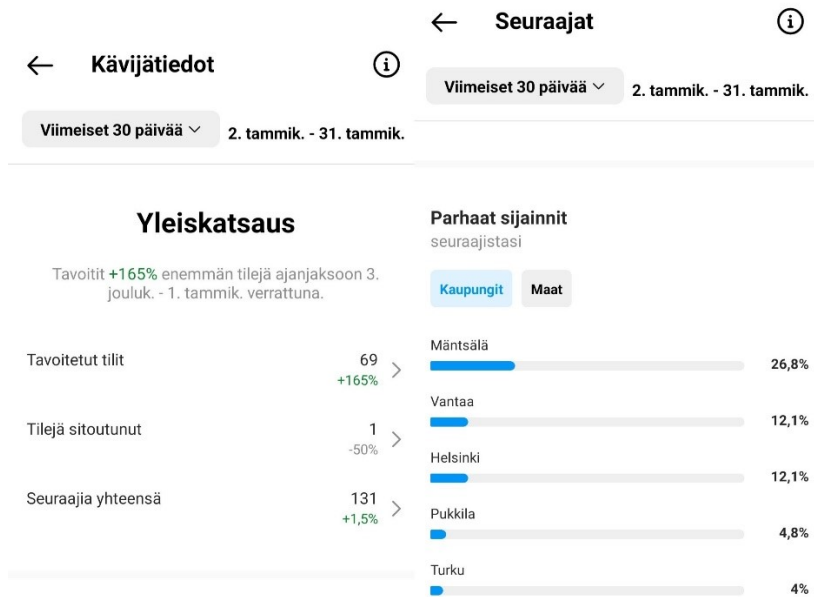 Kävijätiedot
Viimeiset 30 päivää
2. tammik. - 31. tammik.
Yleiskatsaus
Tavoitit +165% enemmän tilejä ajanjaksoon 3.
jouluk. - 1. tammik. verrattuna.
Tavoitetut tilit
69
+165%
Tilejä sitoutunut
1
-50%
Seuraajia yhteensä
131
+1,5%
Seuraajat
Viimeiset 30 päivää
2. tammik. - 31. tammik.
Parhaat sijainnit
seuraajistasi
Kaupungit
Maat
Mäntsälä
26,8%
Vantaa
12,1%
Helsinki
12,1%
Pukkila
4,8%
Turku
4%